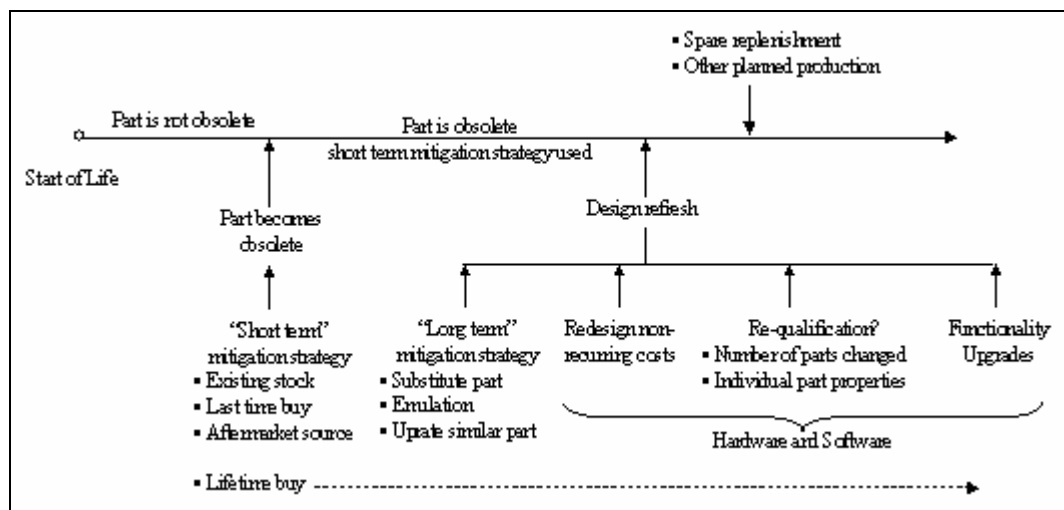 ▪ Spare replenishment
▪ Other planned production
Part is not obsolete
Part is obsolete
short term mitigation strategy used
Start of Life
Part becomes
obsolete
Design refresh
“Short term”
mitigation strategy
▪ Existing stock
▪ Last time buy
▪ Aftermarket source
▪ Lifetime buy
“Long term”
mitigation strategy
▪ Substitute part
▪ Emulation
▪ Uprate similar part
Redesign non-
recurring costs
Re-qualification?
▪ Number of parts changed
▪ Individual part properties
Functionality
Upgrades
Hardware and Software